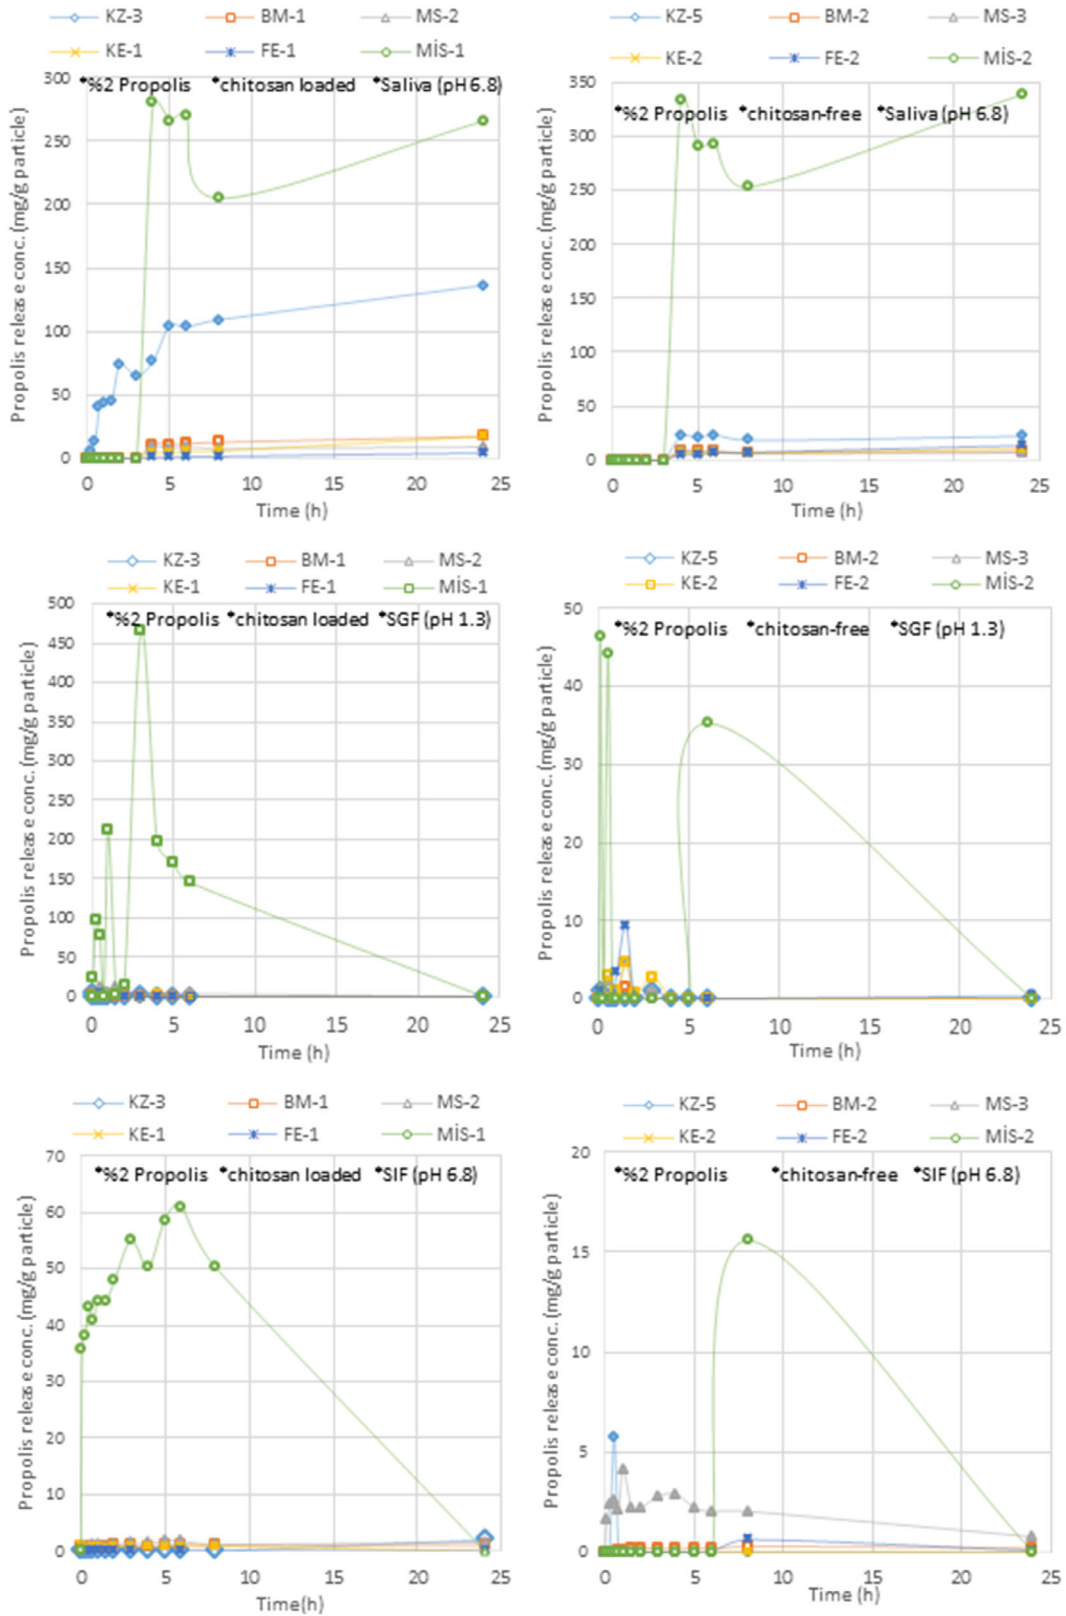 KZ-3 BM-1 MS-2
KE-1 FE-1 MİS-1
*%2 Propolis *chitosan loaded *Saliva (pH 6.8)
Propolis release conc. (mg/g particle)
300
250
200
150
100
50
0
0 5 10 15 20 25
Time (h)
KZ-5 BM-2 MS-3
KE-2 FE-2 MİS-2
*%2 Propolis *chitosan-free *Saliva (pH 6.8)
Propolis release conc. (mg/g particle)
350
300
250
200
150
100
50
0
0 5 10 15 20 25
Time (h)
KZ-3 BM-1 MS-2
KE-1 FE-1 MİS-1
*%2 Propolis *chitosan loaded *SGF (pH 1.3)
Propolis release conc. (mg/g particle)
500
450
400
350
300
250
200
150
100
50
0
0 5 10 15 20 25
Time (h)
KZ-5 BM-2 MS-3
KE-2 FE-2 MİS-2
*%2 Propolis *chitosan-free *SGF (pH 1.3)
Propolis release conc. (mg/g particle)
50
40
30
20
10
0
0 5 10 15 20 25
Time (h)
KZ-3 BM-1 MS-2
KE-1 FE-1 MİS-1
*%2 Propolis *chitosan loaded *SIF (pH 6.8)
Propolis release conc. (mg/g particle)
70
60
50
40
30
20
10
0
0 5 10 15 20 25
Time(h)
KZ-5 BM-2 MS-3
KE-2 FE-2 MİS-2
*%2 Propolis *chitosan-free *SIF (pH 6.8)
Propolis release conc. (mg/g particle)
20
15
10
5
0
0 5 10 15 20 25
Time (h)